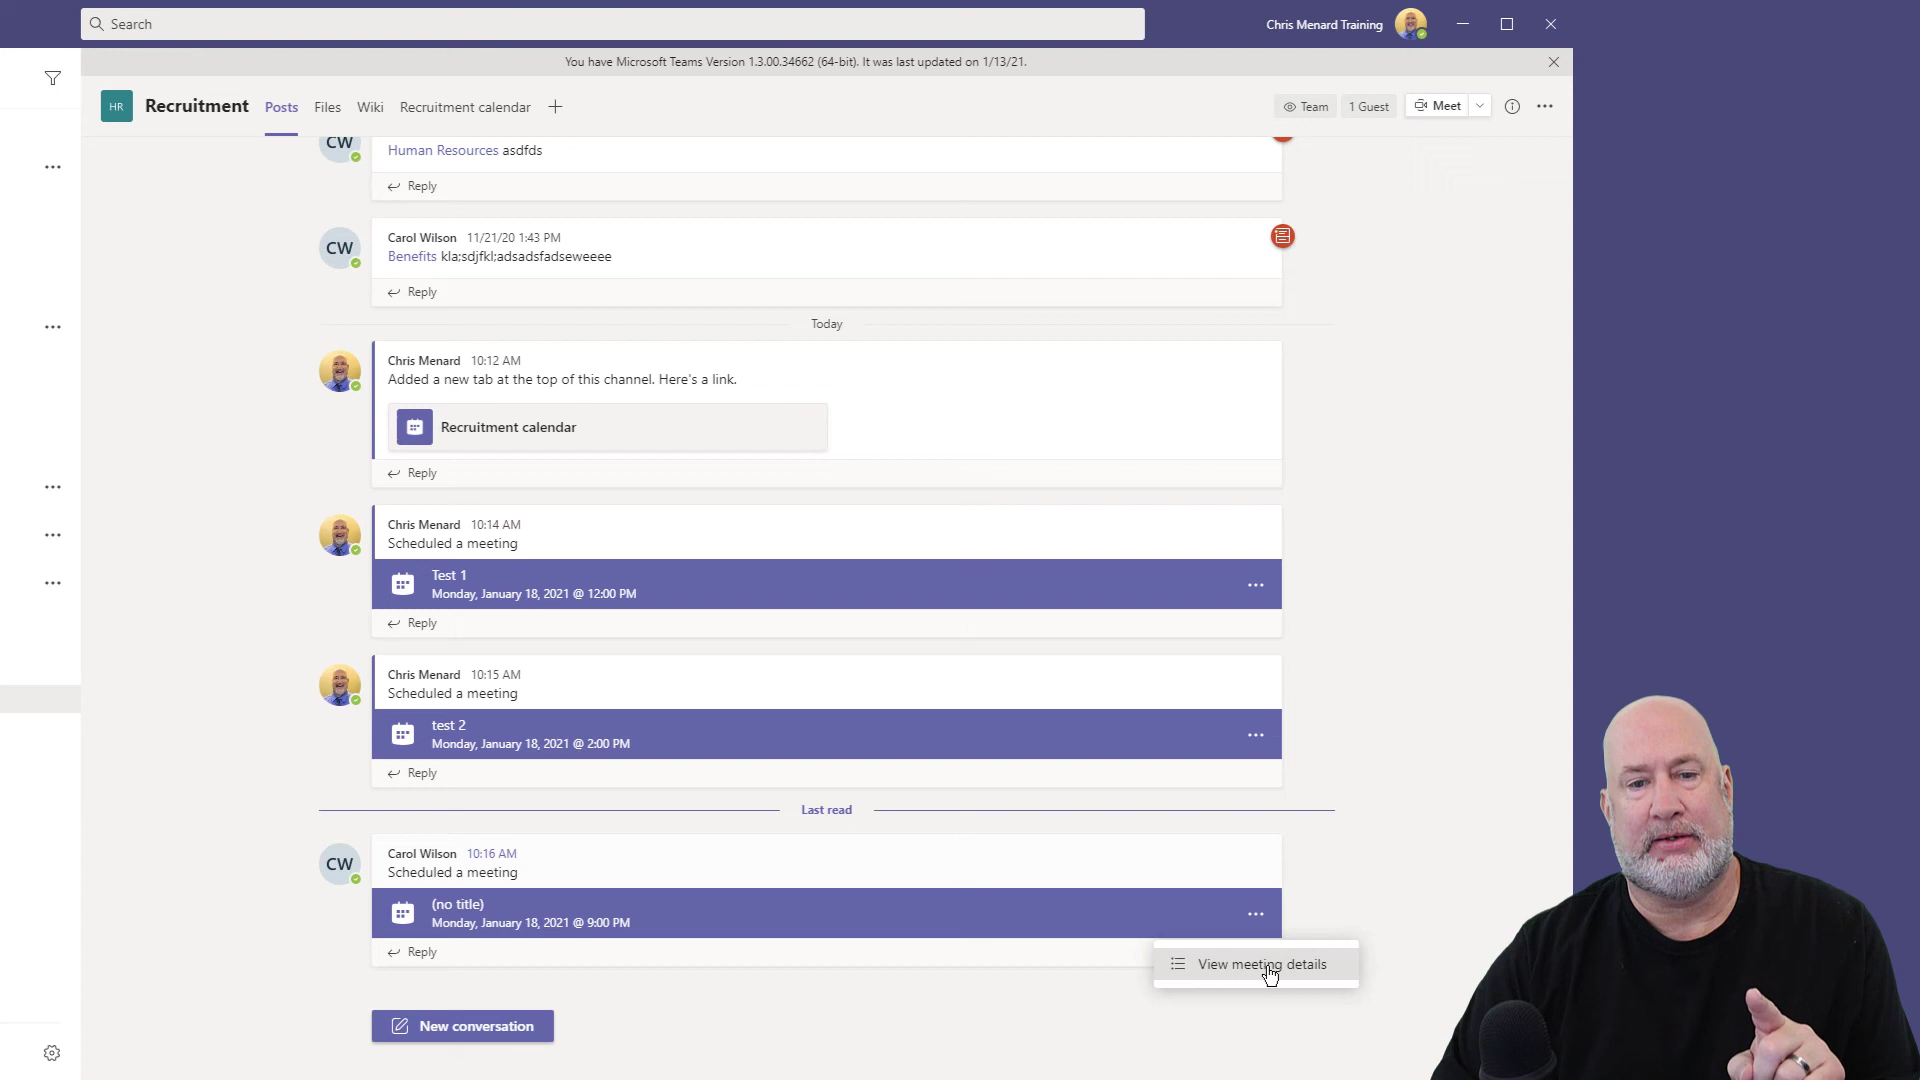 Search
Chris Menard Training
You have Microsoft Teams Version 1.3.00.34662 (64-bit). It was last updated on 1/13/21.
HR
Recruitment
Posts
Files
Wiki
Recruitment calendar
Team
1 Guest
Meet
CW
Human Resources asdfds
Reply
CW
Carol Wilson 11/21/20 1:43 PM
Benefits kla;sdjfkl;adsadsfadseweeee
Reply
Today
Chris Menard 10:12 AM
Added a new tab at the top of this channel. Here's a link.
Recruitment calendar
Reply
Chris Menard 10:14 AM
Scheduled a meeting
Test 1
Monday, January 18, 2021 @ 12:00 PM
Reply
Chris Menard 10:15 AM
Scheduled a meeting
test 2
Monday, January 18, 2021 @ 2:00 PM
Reply
Last read
CW
Carol Wilson 10:16 AM
Scheduled a meeting
(no title)
Monday, January 18, 2021 @ 9:00 PM
Reply
View meeting details
New conversation